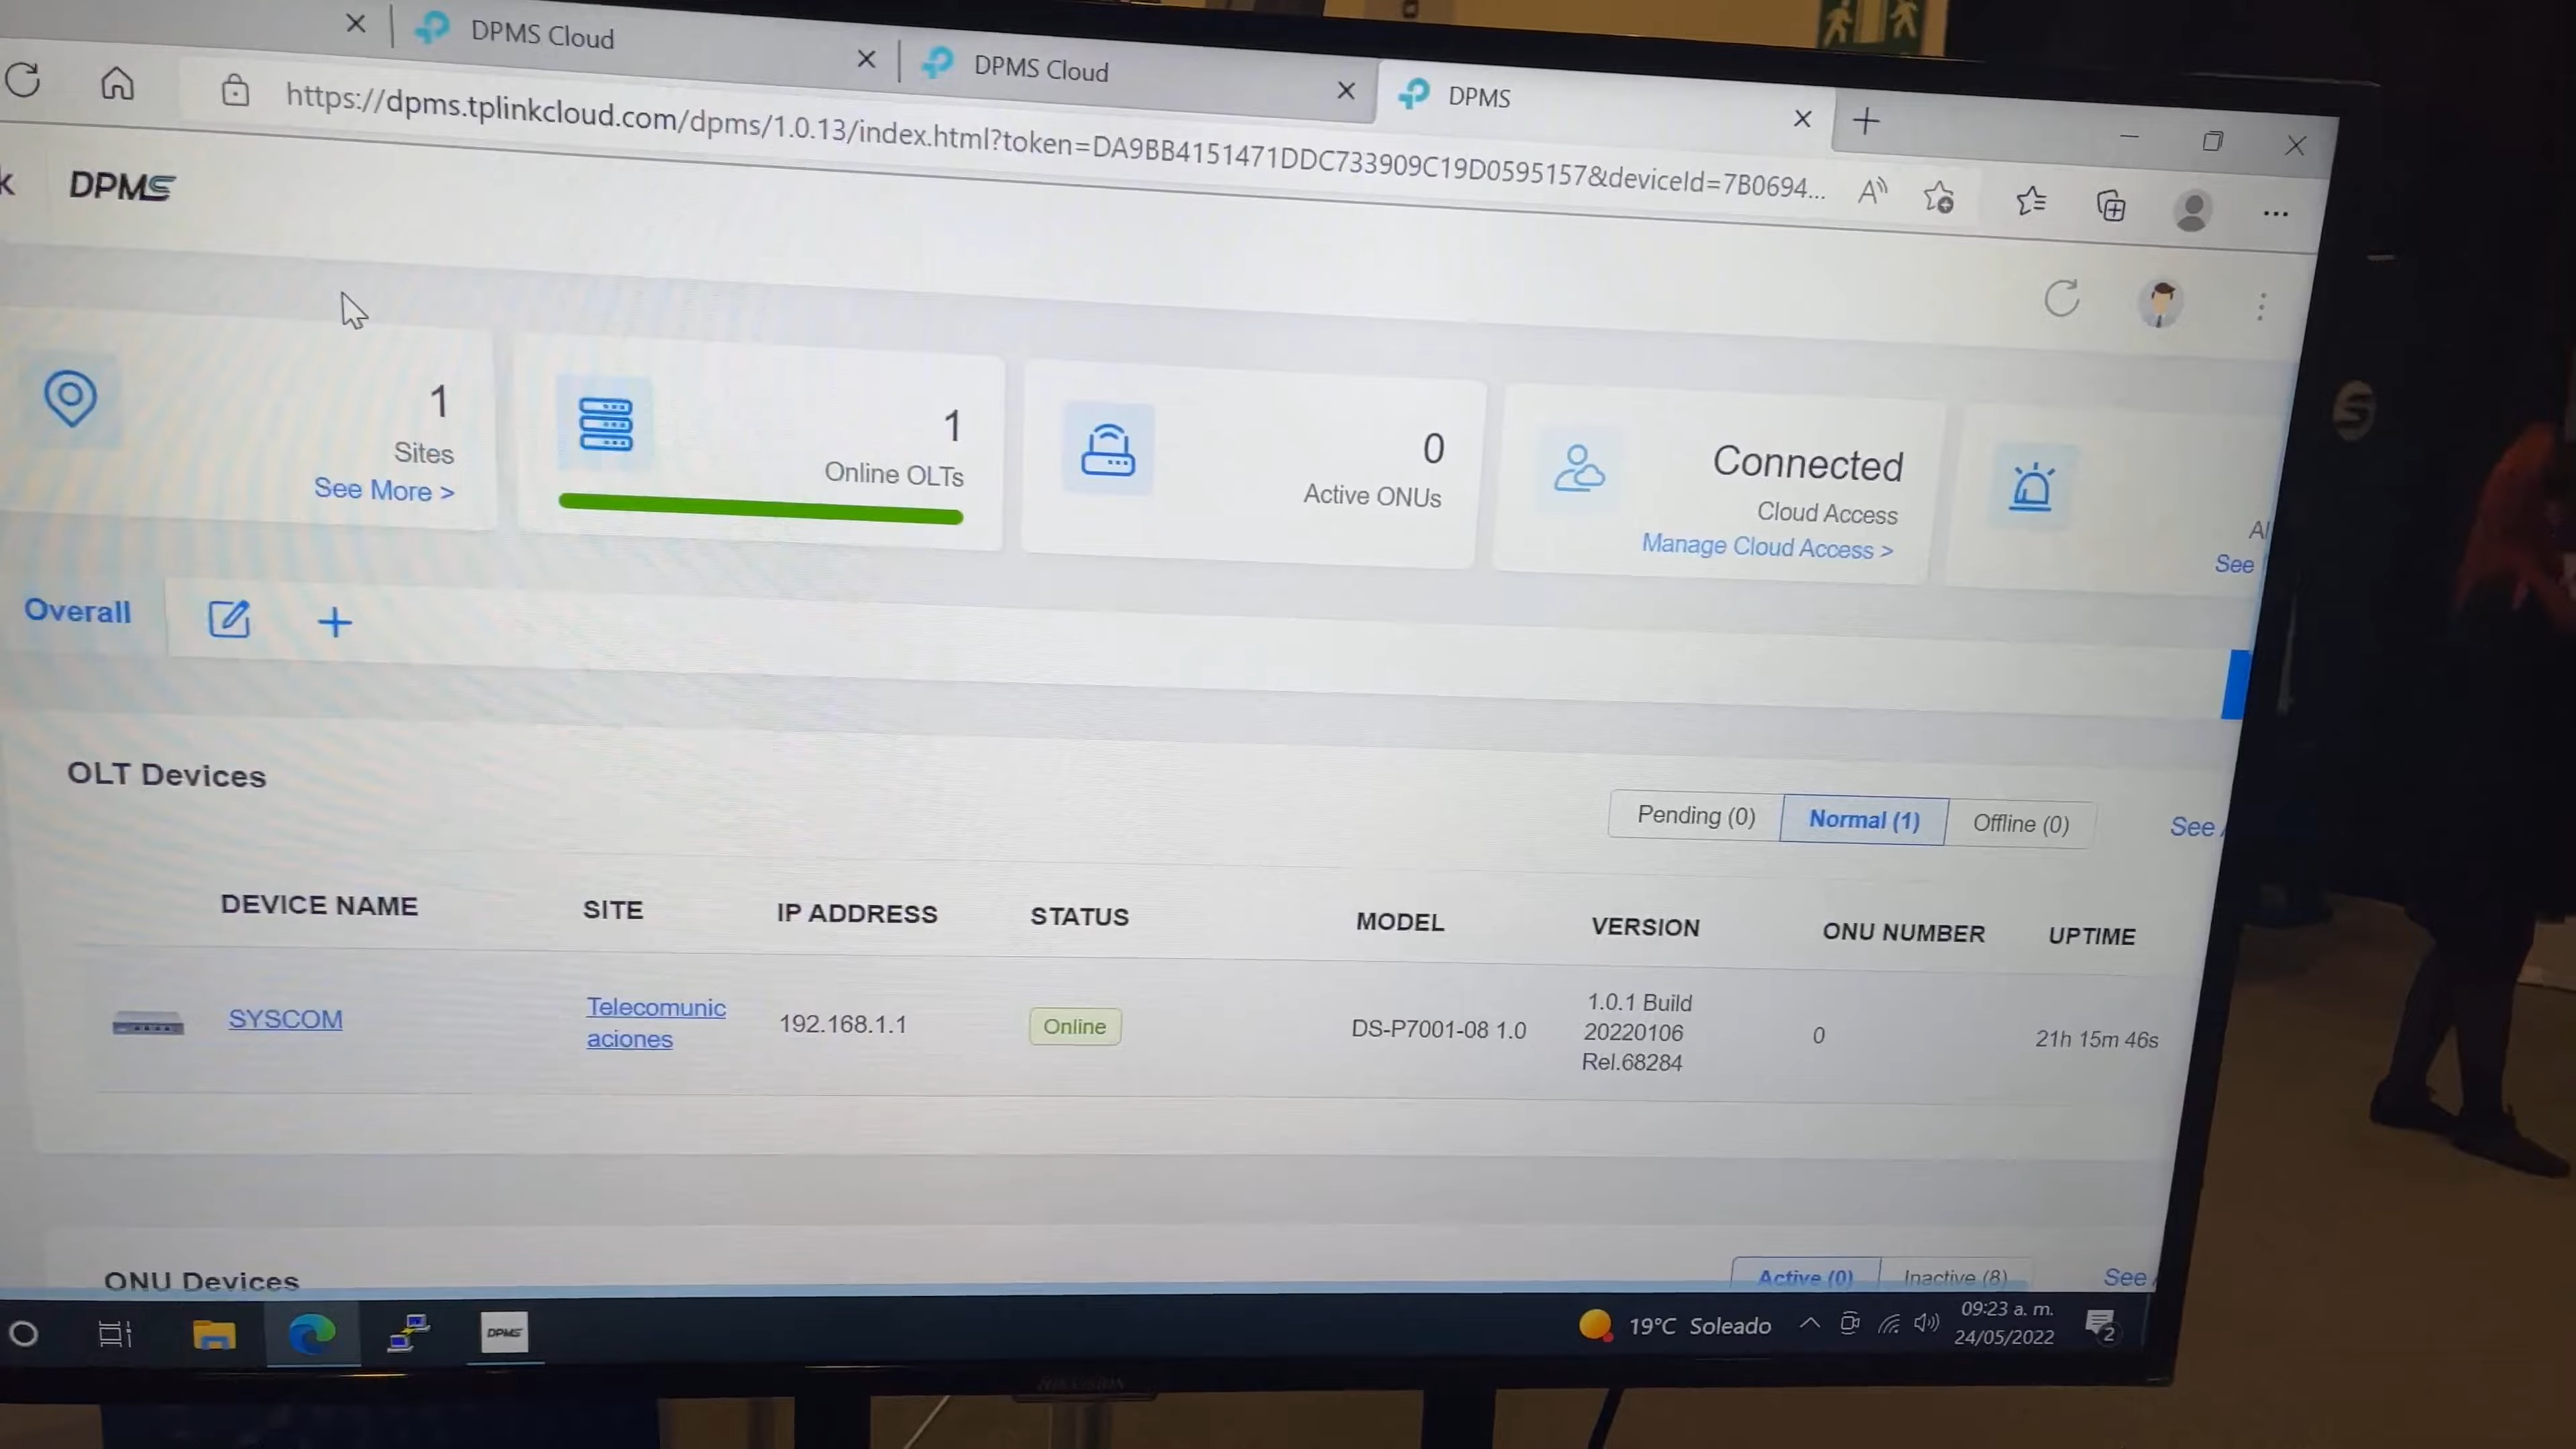 DPMS Cloud
DPMS Cloud
DPMS
https://dpms.tplinkcloud.com/dpms/1.0.13/index.html?token=DA9BB4151471DDC733909C19D0595157&deviceId=7B0694...
k DPMS
1
Sites
See More >
1
Online OLTs
0
Active ONUs
Connected
Cloud Access
Manage Cloud Access >
Al
See
Overall
OLT Devices
Pending (0) Normal (1) Offline (0) See
DEVICE NAME SITE IP ADDRESS STATUS MODEL VERSION ONU NUMBER UPTIME
SYSCOM
Telecomunic
aciones
192.168.1.1
Online
DS-P7001-08 1.0
1.0.1 Build
20220106
Rel.68284
0
21h 15m 46s
ONU Devices
Active (0) Inactive (8) See
DPMS
19°C Soleado
09:23 a. m.
24/05/2022
2
HIKVISION